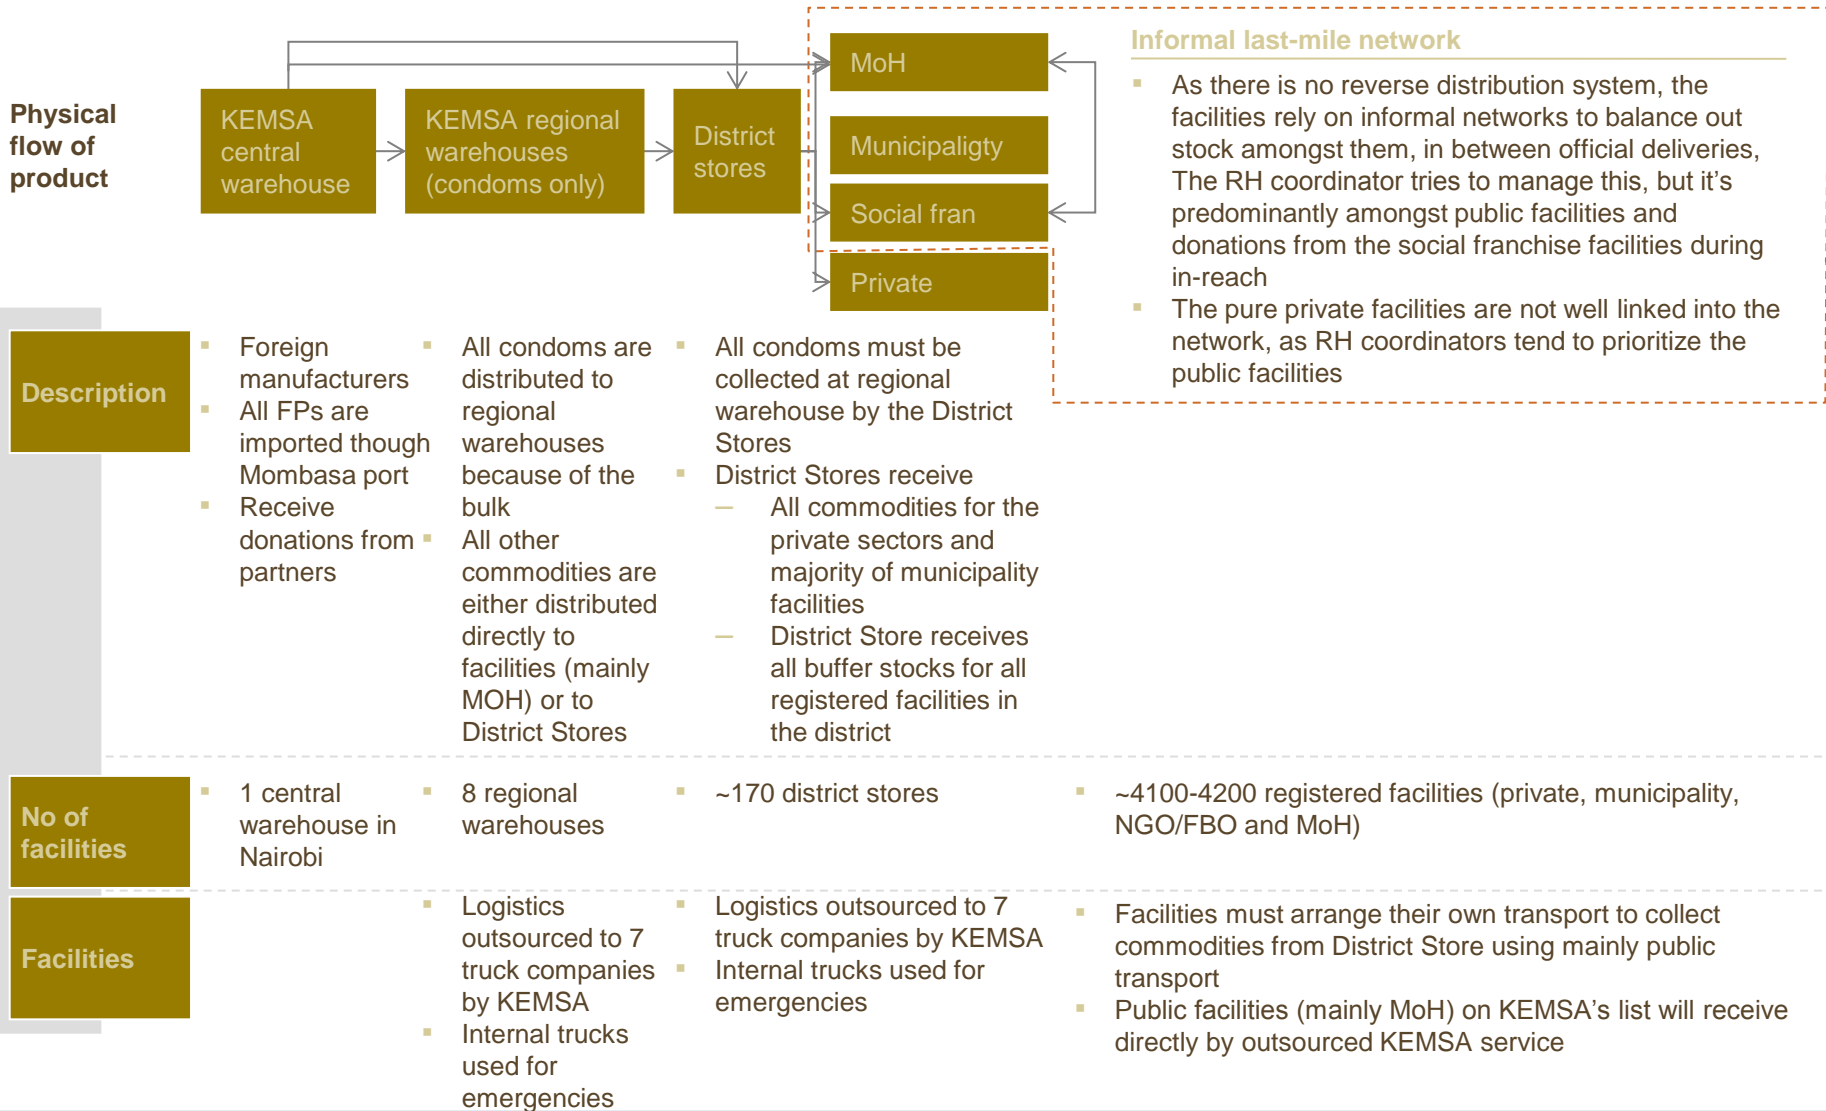 Physical
flow of
product
KEMSA
central
warehouse
KEMSA regional
warehouses
(condoms only)
District
stores
MoH
Municipaligty
Social fran
Private
Informal last-mile network
▪ As there is no reverse distribution system, the
facilities rely on informal networks to balance out
stock amongst them, in between official deliveries,
The RH coordinator tries to manage this, but it’s
predominantly amongst public facilities and
donations from the social franchise facilities during
in-reach
▪ The pure private facilities are not well linked into the
network, as RH coordinators tend to prioritize the
public facilities
Description
▪ Foreign
manufacturers
▪ All FPs are
imported though
Mombasa port
▪ Receive
donations from
partners
▪ All condoms are
distributed to
regional
warehouses
because of the
bulk
▪ All other
commodities are
either distributed
directly to
facilities (mainly
MOH) or to
District Stores
▪ All condoms must be
collected at regional
warehouse by the District
Stores
▪ District Stores receive
– All commodities for the
private sectors and
majority of municipality
facilities
– District Store receives
all buffer stocks for all
registered facilities in
the district
No of
facilities
▪ 1 central
warehouse in
Nairobi
▪ 8 regional
warehouses
▪ ~170 district stores
▪ ~4100-4200 registered facilities (private, municipality,
NGO/FBO and MoH)
Facilities
▪ Logistics
outsourced to 7
truck companies
by KEMSA
▪ Internal trucks
used for
emergencies
▪ Logistics outsourced to 7
truck companies by KEMSA
▪ Internal trucks used for
emergencies
▪ Facilities must arrange their own transport to collect
commodities from District Store using mainly public
transport
▪ Public facilities (mainly MoH) on KEMSA’s list will receive
directly by outsourced KEMSA service